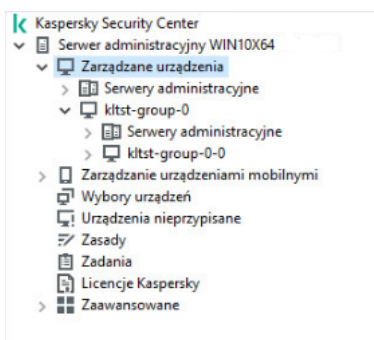 Kaspersky Security Center
Serwer administracyjny WIN10X64
Zarządzane urządzenia
Serwery administracyjne
kltst-group-0
Serwery administracyjne
kltst-group-0-0
Zarządzanie urządzeniami mobilnymi
Wybory urządzeń
Urządzenia nieprzypisane
Zasady
Zadania
Licencje Kaspersky
Zaawansowane